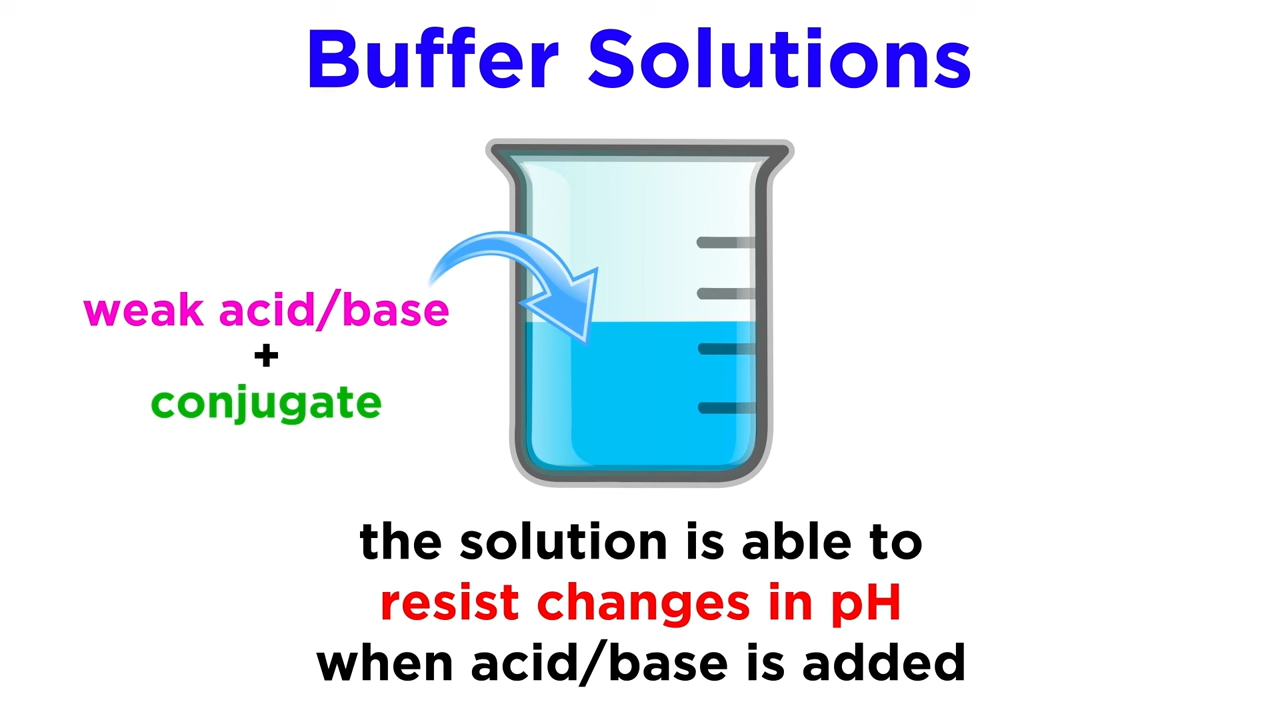 Buffer Solutions
weak acid/base
+
conjugate
the solution is able to
resist changes in pH
when acid/base is added